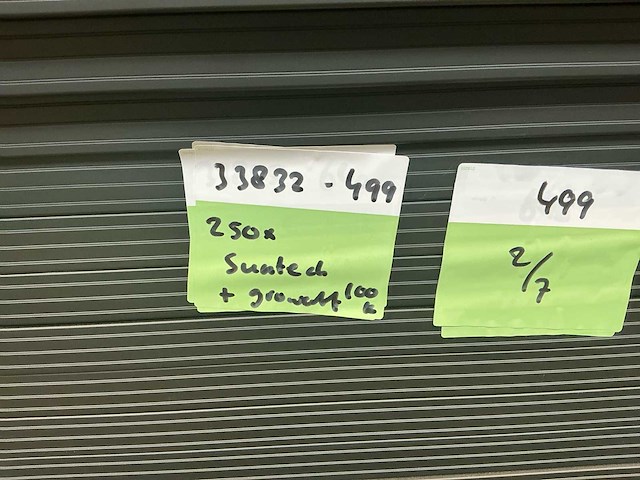 33832 - 499
250x
Suntech
+ growatt 100
k
499
2/7